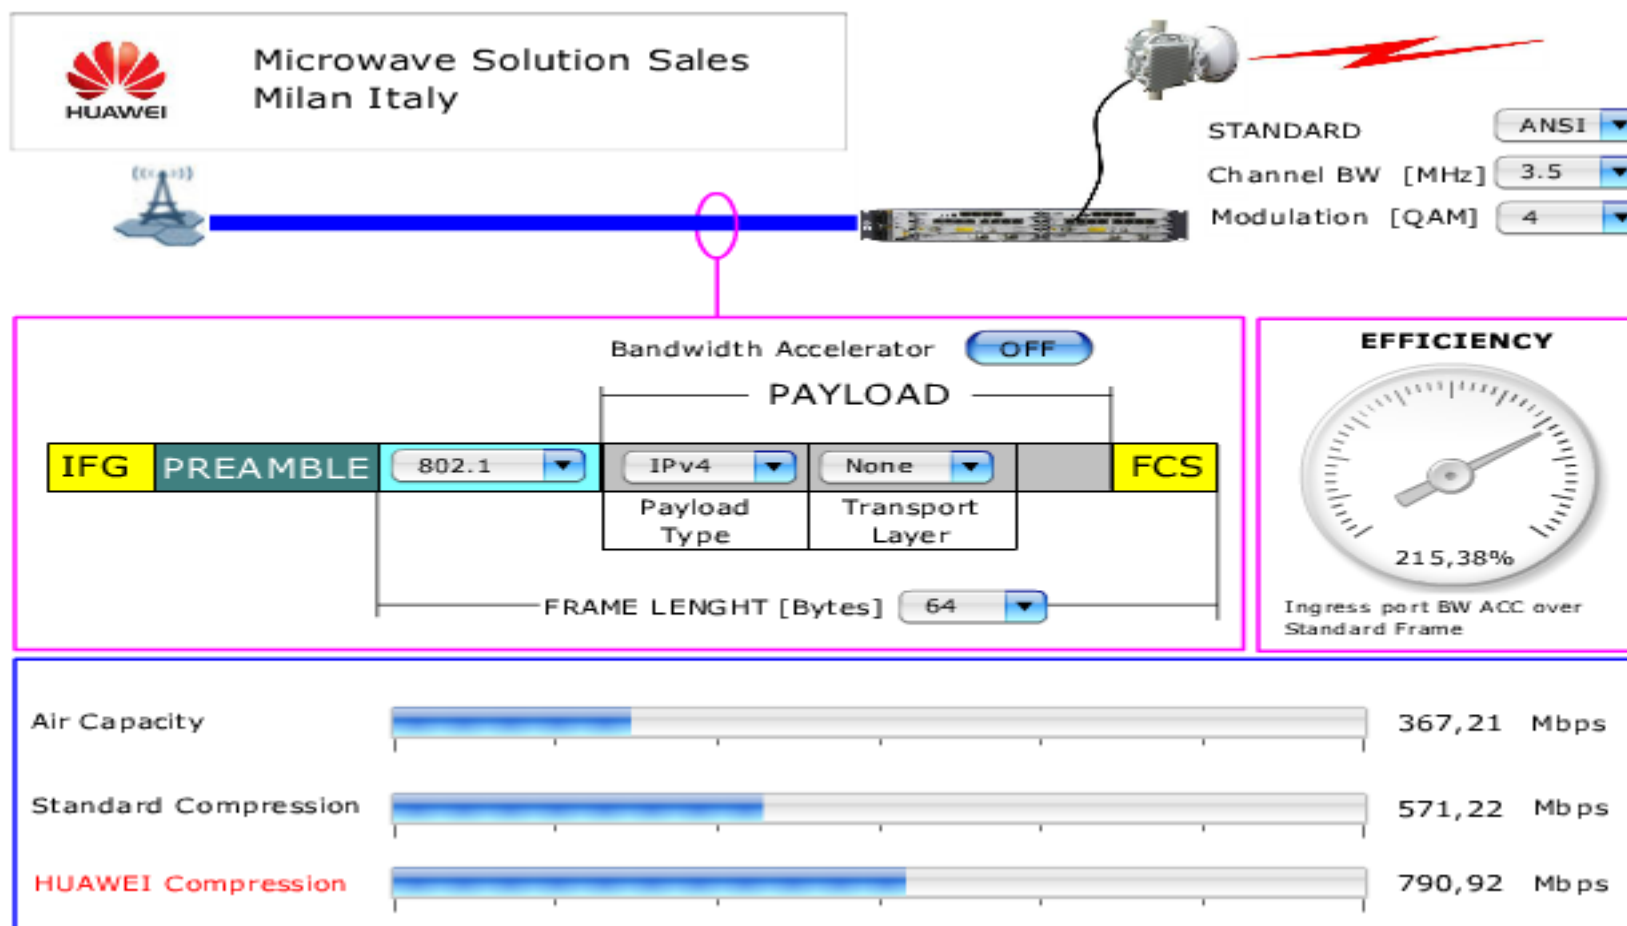 Microwave Solution Sales
Milan Italy
HUAWEI
STANDARD ANSI
Channel BW [MHz] 3.5
Modulation [QAM] 4
Bandwidth Accelerator OFF
PAYLOAD
IFG PREAMBLE 802.1 IPv4 None FCS
Payload Type
Transport Layer
FRAME LENGHT [Bytes] 64
EFFICIENCY
215,38%
Ingress port BW ACC over
Standard Frame
Air Capacity 367,21 Mbps
Standard Compression 571,22 Mbps
HUAWEI Compression 790,92 Mbps